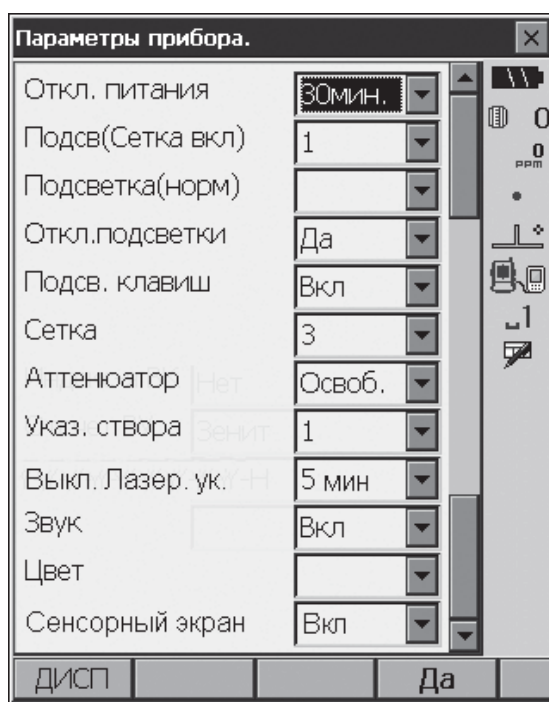 Параметры прибора.
Откл. питания 30мин.
Подсв(Сетка вкл) 1
Подсветка(норм)
Откл.подсветки Да
Подсв. клавиш Вкл
Сетка 3
Аттенюатор Освоб.
Указ. створа 1
Выкл. Лазер. ук. 5 мин
Звук Вкл
Цвет
Сенсорный экран Вкл
0
0
ppm
1
ДИСП Да